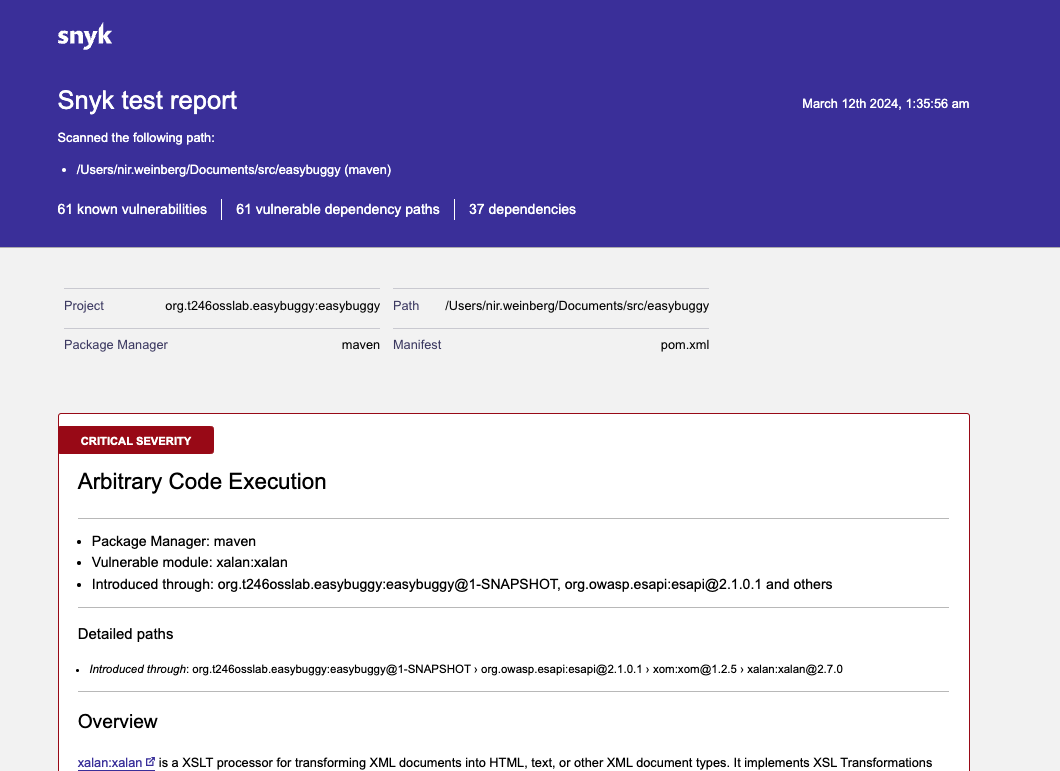 snyk
Snyk test report
March 12th 2024, 1:35:56 am
Scanned the following path:
• /Users/nir.weinberg/Documents/src/easybuggy (maven)
61 known vulnerabilities
61 vulnerable dependency paths
37 dependencies
Project org.t246osslab.easybuggy:easybuggy
Path /Users/nir.weinberg/Documents/src/easybuggy
Package Manager maven
Manifest pom.xml
CRITICAL SEVERITY
Arbitrary Code Execution
• Package Manager: maven
• Vulnerable module: xalan:xalan
• Introduced through: org.t246osslab.easybuggy:easybuggy@1-SNAPSHOT, org.owasp.esapi:esapi@2.1.0.1 and others
Detailed paths
• Introduced through: org.t246osslab.easybuggy:easybuggy@1-SNAPSHOT › org.owasp.esapi:esapi@2.1.0.1 › xom:xom@1.2.5 › xalan:xalan@2.7.0
Overview
xalan:xalan is a XSLT processor for transforming XML documents into HTML, text, or other XML document types. It implements XSL Transformations